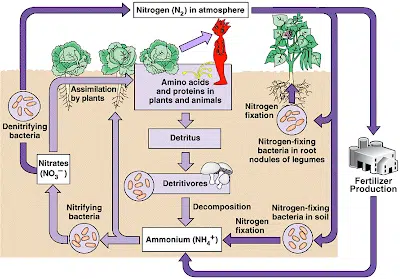 Nitrogen (N₂) in atmosphere
Assimilation
by plants
Amino acids
and proteins in
plants and animals
Nitrogen
fixation
Denitrifying
bacteria
Detritus
Nitrogen-fixing
bacteria in root
nodules of legumes
Nitrates
(NO₃⁻)
Detritivores
Fertilizer
Production
Nitrifying
bacteria
Decomposition
Nitrogen-fixing
bacteria in soil
Nitrogen
fixation
Ammonium (NH₄⁺)